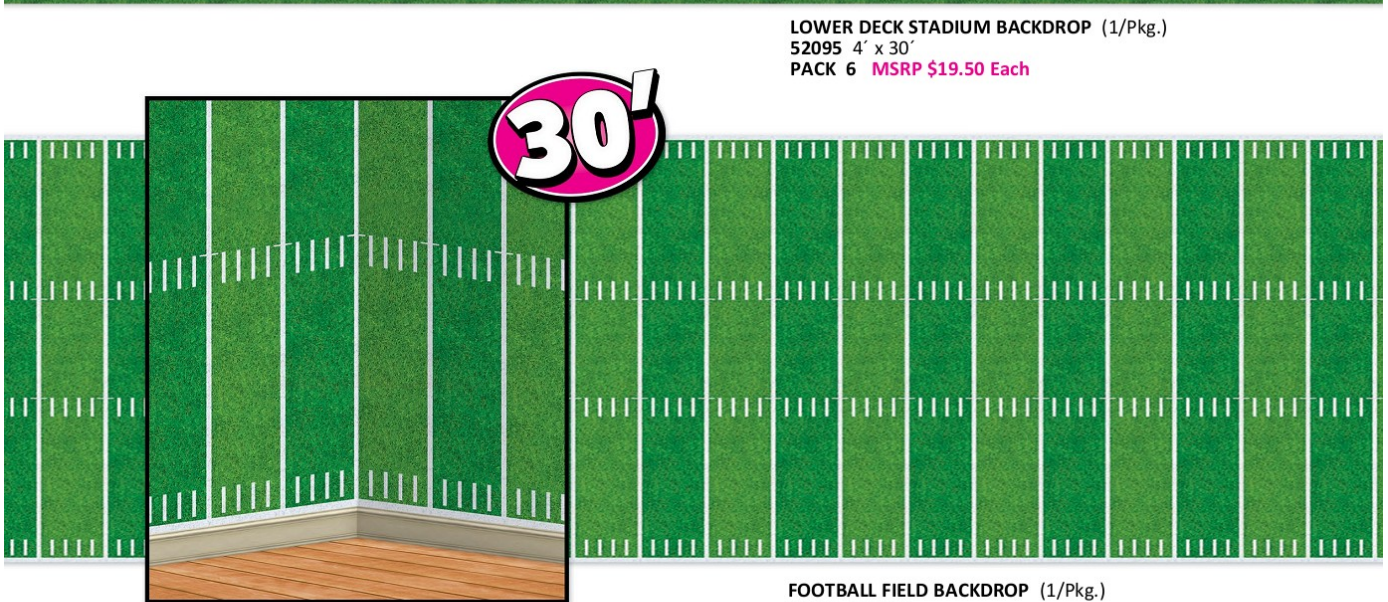 LOWER DECK STADIUM BACKDROP (1/Pkg.)
52095 4´ x 30´
PACK 6 MSRP $19.50 Each
30'
FOOTBALL FIELD BACKDROP (1/Pkg.)